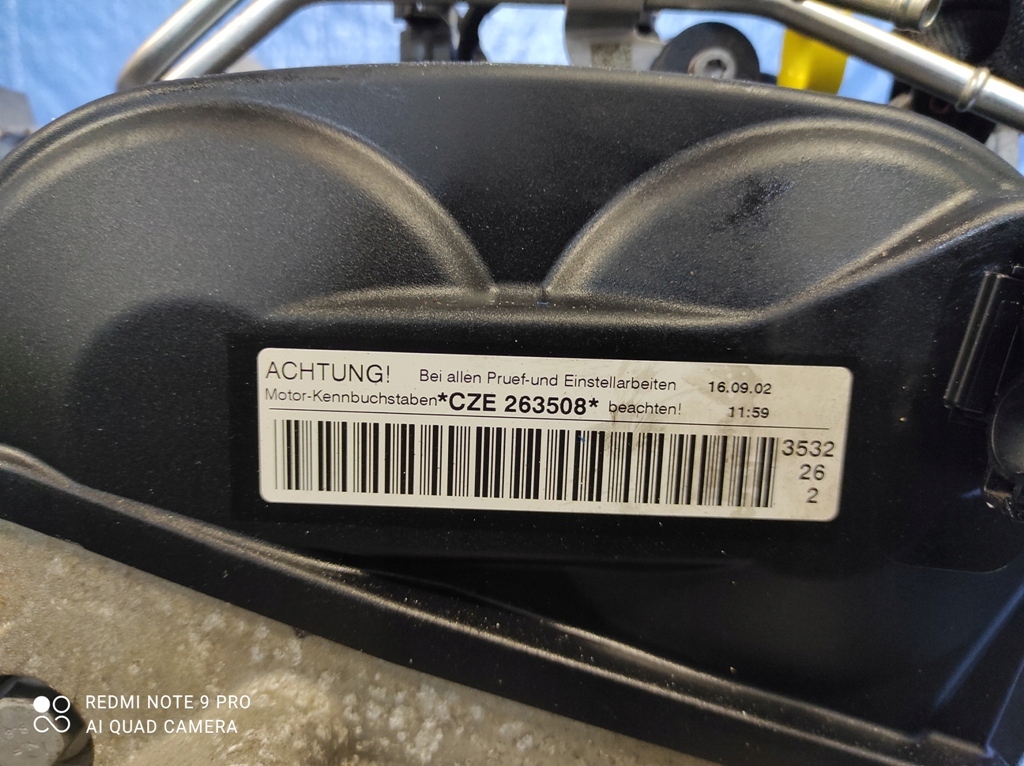 ACHTUNG! Bei allen Pruef-und Einstellarbeiten 16.09.02
Motor-Kennbuchstaben*CZE 263508* beachten! 11:59
3532
26
2
REDMI NOTE 9 PRO
AI QUAD CAMERA